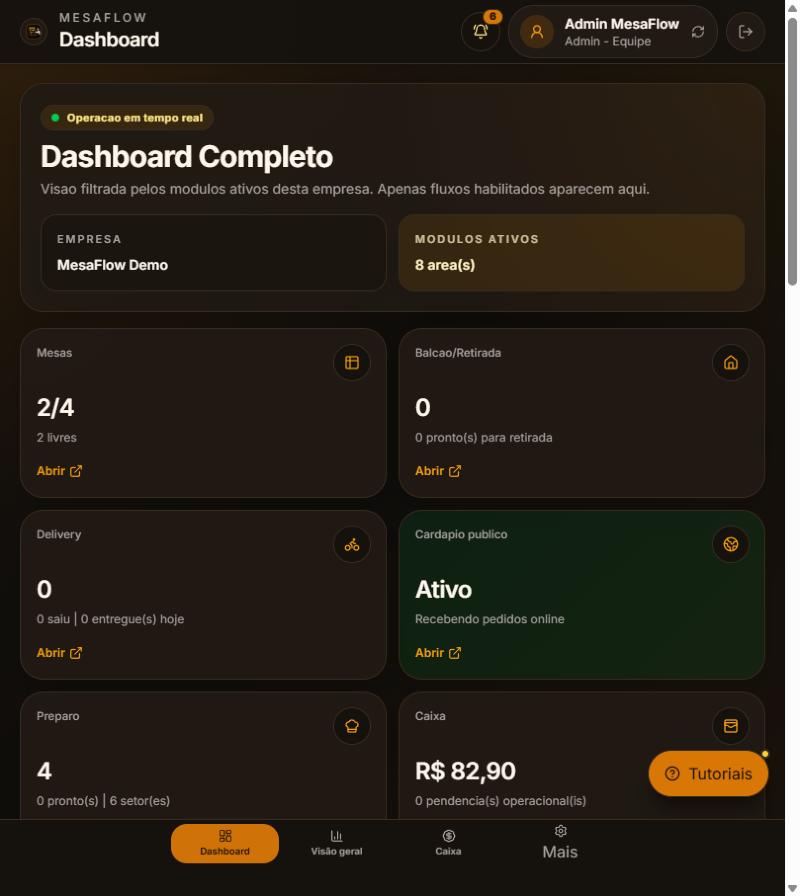 MESAFLOW
Dashboard
6
Admin MesaFlow
Admin - Equipe
Operacao em tempo real
Dashboard Completo
Visao filtrada pelos modulos ativos desta empresa. Apenas fluxos habilitados aparecem aqui.
EMPRESA
MesaFlow Demo
MODULOS ATIVOS
8 area(s)
Mesas
2/4
2 livres
Abrir
Balcao/Retirada
0
0 pronto(s) para retirada
Abrir
Delivery
0
0 saiu | 0 entregue(s) hoje
Abrir
Cardapio publico
Ativo
Recebendo pedidos online
Abrir
Preparo
4
0 pronto(s) | 6 setor(es)
Caixa
R$ 82,90
0 pendencia(s) operacional(is)
Tutoriais
Dashboard
Visão geral
Caixa
Mais